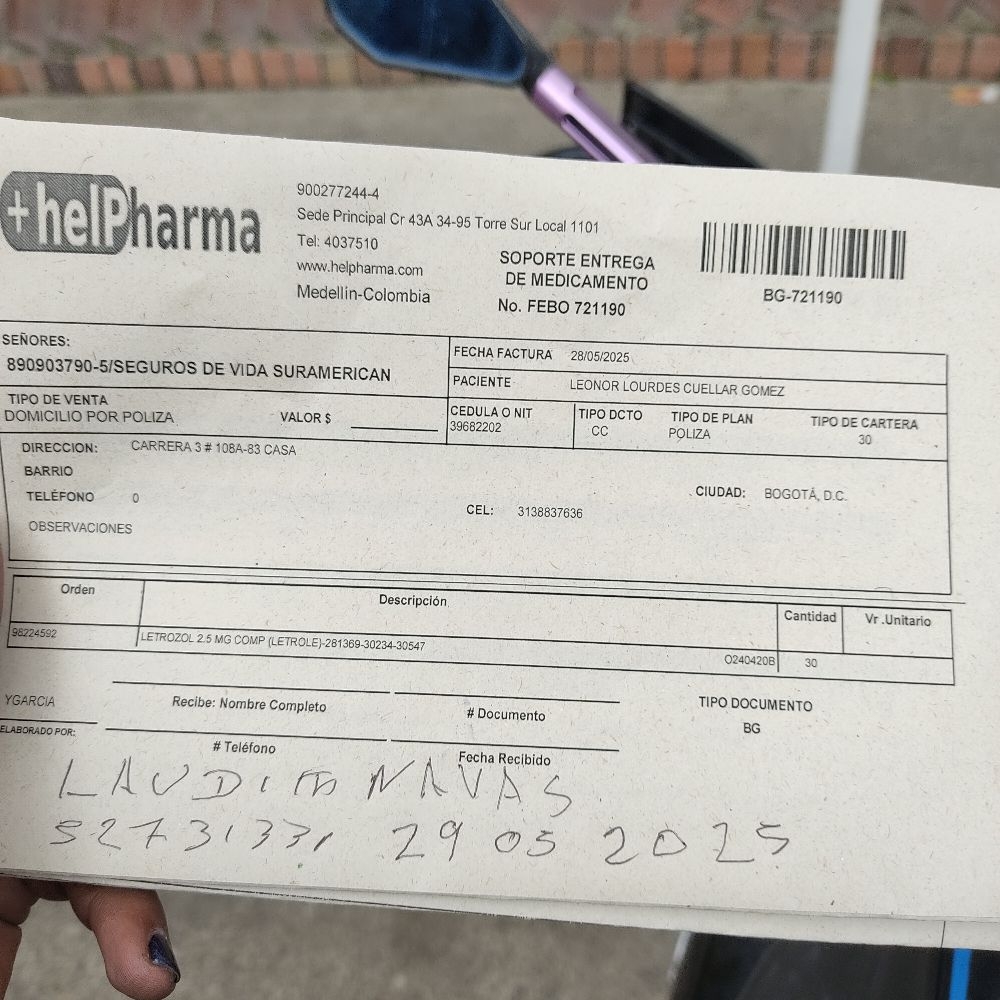 +helPharma
900277244-4
Sede Principal Cr 43A 34-95 Torre Sur Local 1101
Tel: 4037510
www.helpharma.com
Medellin-Colombia
SOPORTE ENTREGA
DE MEDICAMENTO
No. FEBO 721190
BG-721190
SEÑORES:
890903790-5/SEGUROS DE VIDA SURAMERICAN
FECHA FACTURA 28/05/2025
PACIENTE LEONOR LOURDES CUELLAR GOMEZ
TIPO DE VENTA
DOMICILIO POR POLIZA VALOR $
CEDULA O NIT
39682202
TIPO DCTO
CC
TIPO DE PLAN
POLIZA
TIPO DE CARTERA
30
DIRECCION: CARRERA 3 # 108A-83 CASA
BARRIO
TELÉFONO 0
CEL: 3138837636
CIUDAD: BOGOTÁ, D.C.
OBSERVACIONES
Orden Descripción Cantidad Vr .Unitario
98224592 LETROZOL 2.5 MG COMP (LETROLE)-281369-30234-30547 O240420B 30
YGARCIA
ELABORADO POR:
Recibe: Nombre Completo
# Documento
# Teléfono
Fecha Recibido
TIPO DOCUMENTO
BG
NAVAS
52731331 29 05 2025